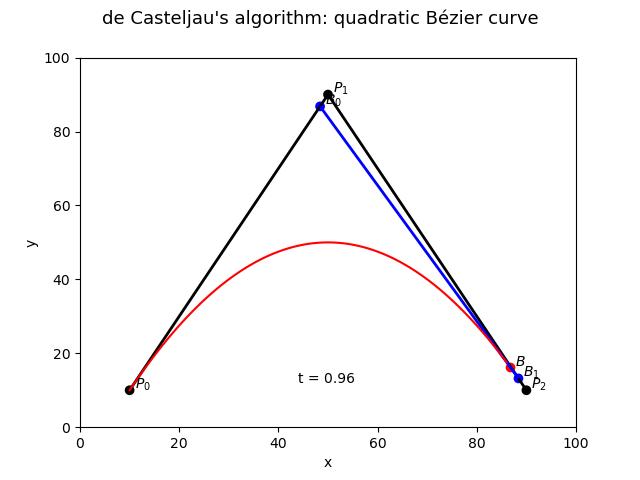 de Casteljau's algorithm: quadratic Bézier curve
100
80
60
40
20
0
y
P₁
B₀
B
B₁
P₂
P₀
t = 0.96
0 20 40 60 80 100
x